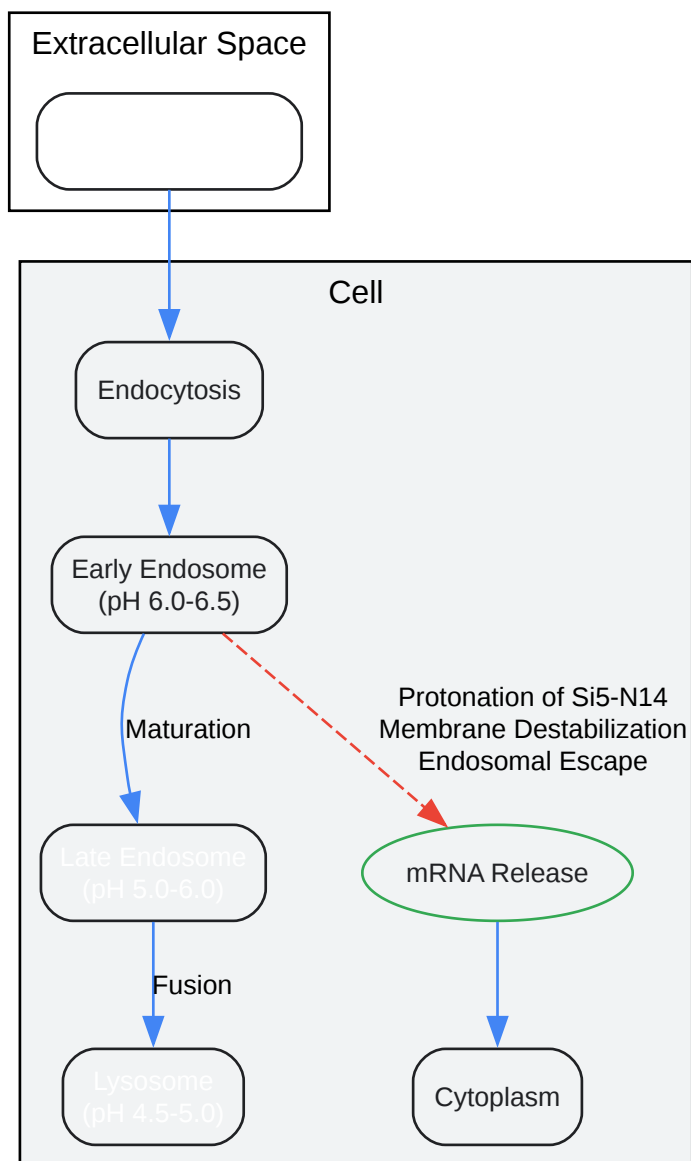 Extracellular Space
Cell
Endocytosis
Early Endosome
(pH 6.0-6.5)
Protonation of Si5-N14
Membrane Destabilization
Endosomal Escape
Maturation
Late Endosome
(pH 5.0-6.0)
mRNA Release
Fusion
Lysosome
(pH 4.5-5.0)
Cytoplasm